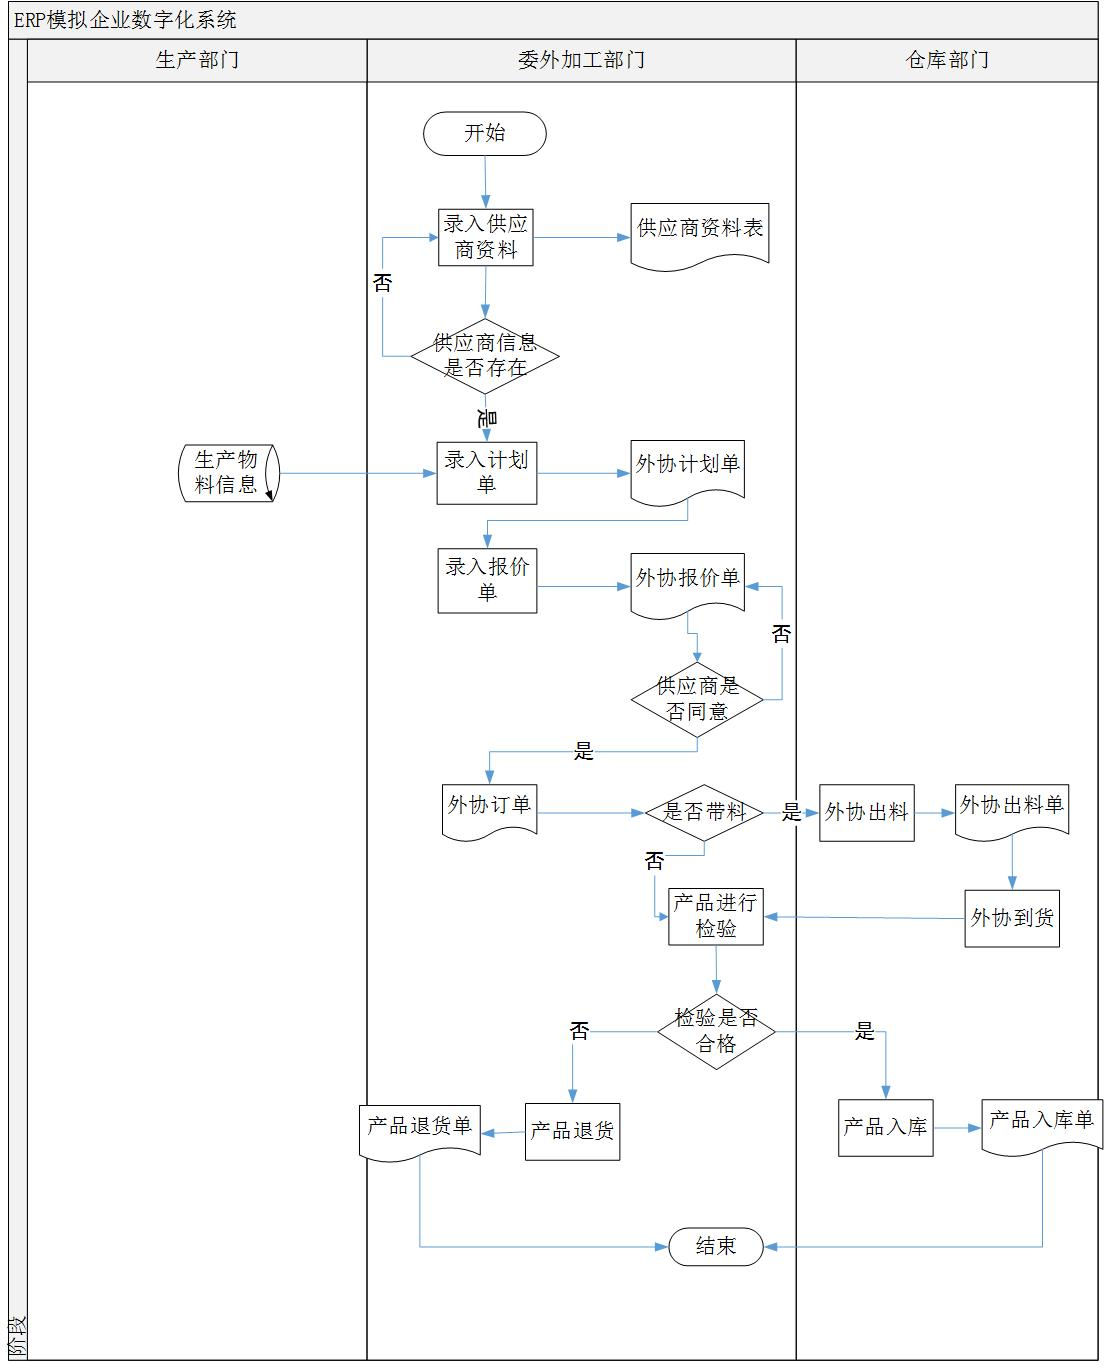 ERP模拟企业数字化系统
生产部门
委外加工部门
仓库部门
开始
录入供应
商资料
供应商资料表
否
供应商信息
是否存在
是
生产物
料信息
录入计划
单
外协计划单
录入报价
单
外协报价单
否
供应商是
否同意
是
外协订单
是否带料
是
外协出料
外协出料单
否
产品进行
检验
外协到货
检验是否
合格
否
是
产品退货单
产品退货
产品入库
产品入库单
结束
阶段